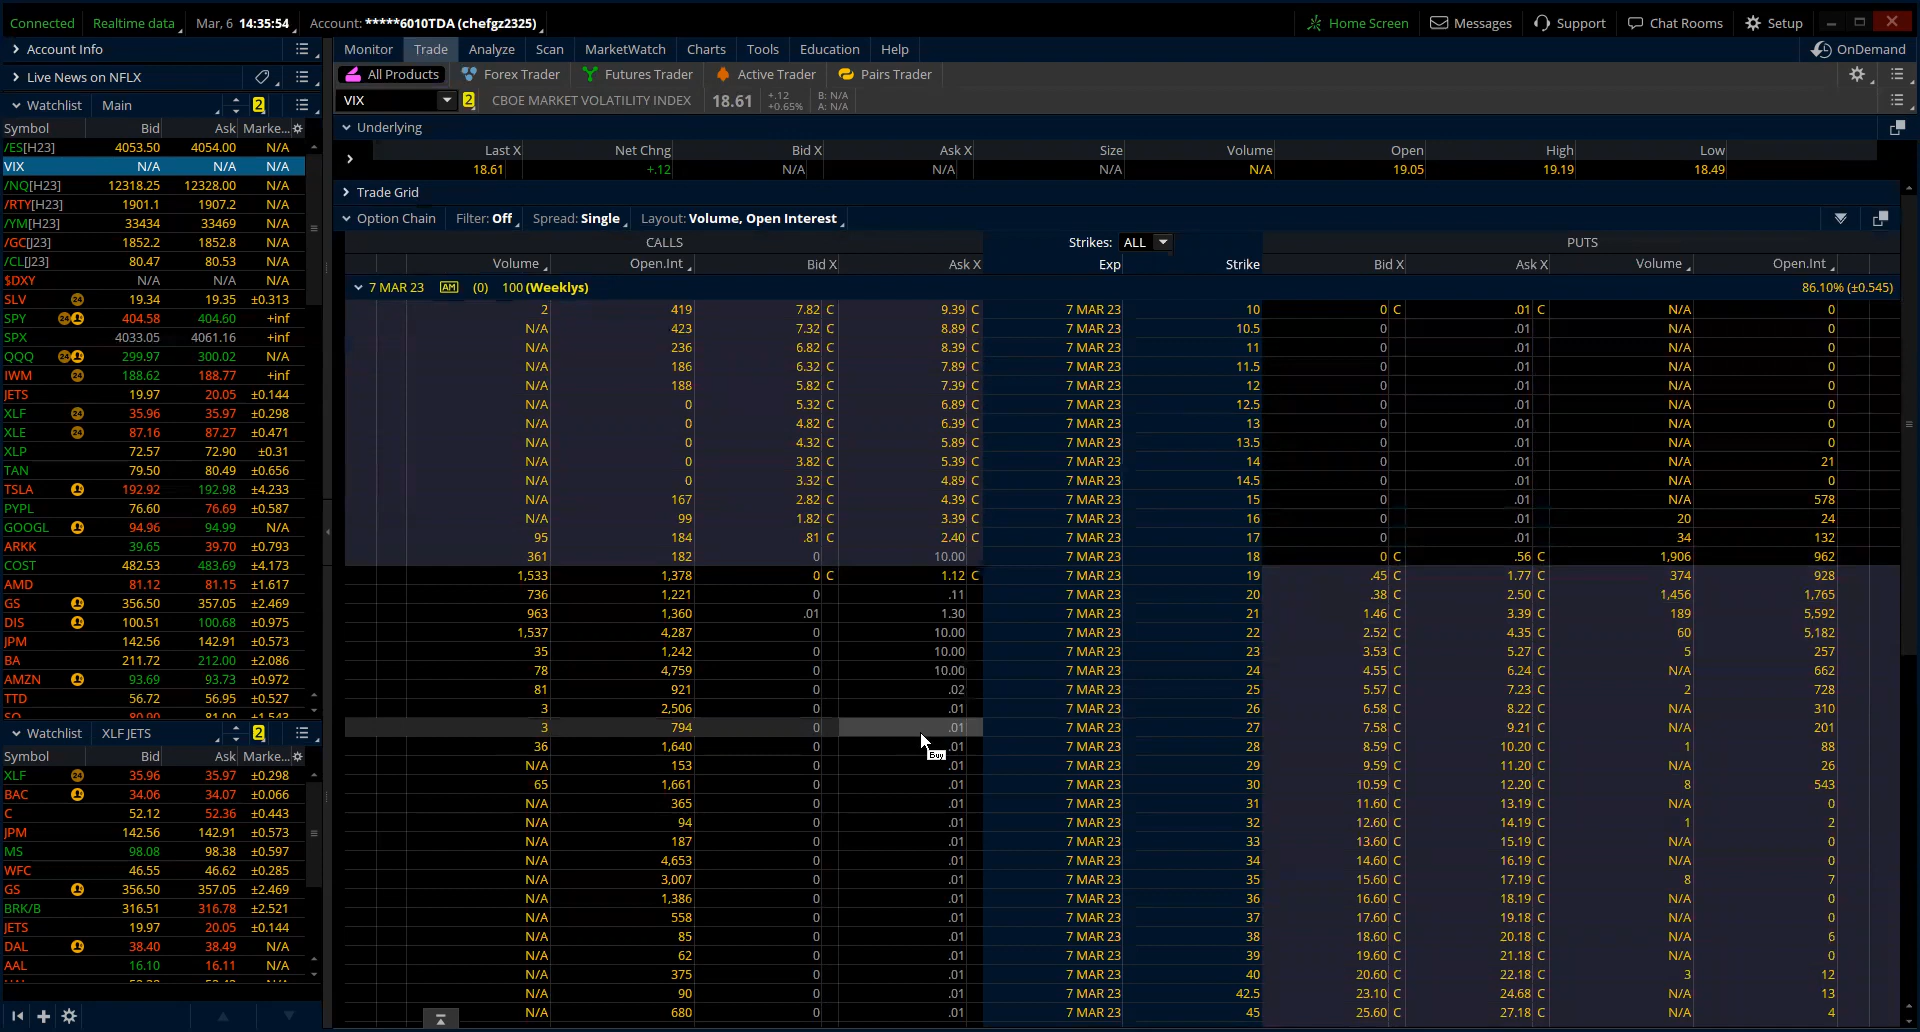 Connected Realtime data Mar, 6 14:35:54 Account: *****6010TDA (chefgz2325) Home Screen Messages Support Chat Rooms Setup
Account Info Monitor Trade Analyze Scan MarketWatch Charts Tools Education Help OnDemand
Live News on NFLX All Products Forex Trader Futures Trader Active Trader Pairs Trader
Watchlist Main 2 VIX 2 CBOE MARKET VOLATILITY INDEX 18.61 +.12 +0.65% B: N/A A: N/A
Symbol Bid Ask Marke... Underlying
/ES[H23] 4053.50 4054.00 N/A Last X Net Chng Bid X Ask X Size Volume Open High Low
VIX N/A N/A N/A 18.61 +.12 N/A N/A N/A N/A 19.05 19.19 18.49
/NQ[H23] 12318.25 12328.00 N/A Trade Grid
/RTY[H23] 1901.1 1907.2 N/A
/YM[H23] 33434 33469 N/A Option Chain Filter: Off Spread: Single Layout: Volume, Open Interest
/GC[J23] 1852.2 1852.8 N/A CALLS Strikes: ALL PUTS
/CL[J23] 80.47 80.53 N/A Volume Open.Int Bid X Ask X Exp Strike Bid X Ask X Volume Open.Int
$DXY N/A N/A N/A 7 MAR 23 AM (0) 100 (Weeklys) 86.10% (±0.545)
SLV 24 19.34 19.35 ±0.313 2 419 7.82 C 9.39 C 7 MAR 23 10 0 C .01 C N/A 0
SPY 24 404.58 404.60 +inf N/A 423 7.32 C 8.89 C 7 MAR 23 10.5 0 .01 N/A 0
SPX 4033.05 4061.16 +inf N/A 236 6.82 C 8.39 C 7 MAR 23 11 0 .01 N/A 0
QQQ 24 299.97 300.02 N/A N/A 186 6.32 C 7.89 C 7 MAR 23 11.5 0 .01 N/A 0
IWM 24 188.62 188.77 +inf N/A 188 5.82 C 7.39 C 7 MAR 23 12 0 .01 N/A 0
JETS 19.97 20.05 ±0.144 N/A 0 5.32 C 6.89 C 7 MAR 23 12.5 0 .01 N/A 0
XLF 24 35.96 35.97 ±0.298 N/A 0 4.82 C 6.39 C 7 MAR 23 13 0 .01 N/A 0
XLE 24 87.16 87.27 ±0.471 N/A 0 4.32 C 5.89 C 7 MAR 23 13.5 0 .01 N/A 0
XLP 72.57 72.90 ±0.31 N/A 0 3.82 C 5.39 C 7 MAR 23 14 0 .01 N/A 21
TAN 79.50 80.49 ±0.656 N/A 0 3.32 C 4.89 C 7 MAR 23 14.5 0 .01 N/A 0
TSLA 192.92 192.98 ±4.233 N/A 167 2.82 C 4.39 C 7 MAR 23 15 0 .01 N/A 578
PYPL 76.60 76.69 ±0.587 N/A 99 1.82 C 3.39 C 7 MAR 23 16 0 .01 20 24
GOOGL 94.96 94.99 N/A 95 184 .81 C 2.40 C 7 MAR 23 17 0 .01 34 132
ARKK 39.65 39.70 ±0.793 361 182 0 10.00 7 MAR 23 18 0 C .56 C 1,906 962
COST 482.53 483.69 ±4.173 1,533 1,378 0 C 1.12 C 7 MAR 23 19 .45 C 1.77 C 374 928
AMD 81.12 81.15 ±1.617 736 1,221 0 .11 7 MAR 23 20 .38 C 2.50 C 1,456 1,765
GS 356.50 357.05 ±2.469 963 1,360 .01 1.30 7 MAR 23 21 1.46 C 3.39 C 189 5,592
DIS 100.51 100.68 ±0.975 1,537 4,287 0 10.00 7 MAR 23 22 2.52 C 4.35 C 60 5,182
JPM 142.56 142.91 ±0.573 35 1,242 0 10.00 7 MAR 23 23 3.53 C 5.27 C 5 257
BA 211.72 212.00 ±2.086 78 4,759 0 10.00 7 MAR 23 24 4.55 C 6.24 C N/A 662
AMZN 93.69 93.73 ±0.972 81 921 0 .02 7 MAR 23 25 5.57 C 7.23 C 2 728
TTD 56.72 56.95 ±0.527 3 2,506 0 .01 7 MAR 23 26 6.58 C 8.22 C N/A 310
SQ 80.90 81.00 ±1.543 3 794 0 .01 7 MAR 23 27 7.58 C 9.21 C N/A 201
Watchlist XLF JETS 2 36 1,640 0 .01 7 MAR 23 28 8.59 C 10.20 C 1 88
Buy
Symbol Bid Ask Marke... N/A 153 0 .01 7 MAR 23 29 9.59 C 11.20 C N/A 26
XLF 24 35.96 35.97 ±0.298 65 1,661 0 .01 7 MAR 23 30 10.59 C 12.20 C 8 543
BAC 34.06 34.07 ±0.066 N/A 365 0 .01 7 MAR 23 31 11.60 C 13.19 C N/A 0
C 52.12 52.36 ±0.443 N/A 94 0 .01 7 MAR 23 32 12.60 C 14.19 C 1 2
JPM 142.56 142.91 ±0.573 N/A 187 0 .01 7 MAR 23 33 13.60 C 15.19 C N/A 0
MS 98.08 98.38 ±0.597 N/A 4,653 0 .01 7 MAR 23 34 14.60 C 16.19 C N/A 0
WFC 46.55 46.62 ±0.285 N/A 3,007 0 .01 7 MAR 23 35 15.60 C 17.19 C 8 7
GS 356.50 357.05 ±2.469 N/A 1,386 0 .01 7 MAR 23 36 16.60 C 18.19 C N/A 0
BRK/B 316.51 316.78 ±2.521 N/A 558 0 .01 7 MAR 23 37 17.60 C 19.18 C N/A 0
JETS 19.97 20.05 ±0.144 N/A 85 0 .01 7 MAR 23 38 18.60 C 20.18 C N/A 6
DAL 38.40 38.49 N/A N/A 62 0 .01 7 MAR 23 39 19.60 C 21.18 C N/A 0
AAL 16.10 16.11 N/A N/A 375 0 .01 7 MAR 23 40 20.60 C 22.18 C 3 12
N/A 90 0 .01 7 MAR 23 42.5 23.10 C 24.68 C N/A 13
N/A 680 0 .01 7 MAR 23 45 25.60 C 27.18 C N/A 4